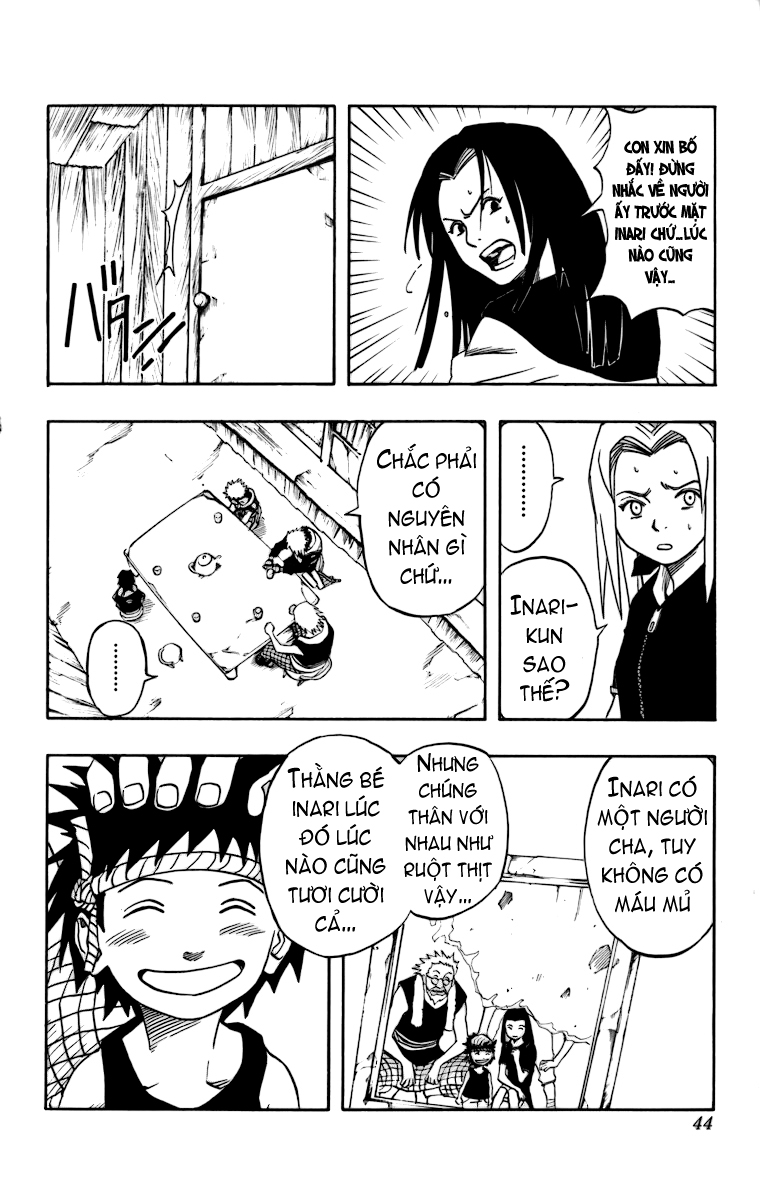 CON XIN BỐ
ĐẤY! ĐỪNG
NHẮC VỀ NGƯỜI
ẤY TRƯỚC MẶT
INARI CHỨ...LÚC
NÀO CŨNG
VẬY...
バタンッ!!
.........
INARI-
KUN
SAO
THẾ?
CHẮC PHẢI
CÓ
NGUYÊN
NHÂN GÌ
CHỨ...
.........
INARI CÓ
MỘT NGƯỜI
CHA, TUY
KHÔNG CÓ
MÁU MỦ
NHƯNG
CHÚNG
THÂN VỚI
NHAU NHƯ
RUỘT THỊT
VẬY...
THẰNG BÉ
INARI LÚC
ĐÓ LÚC
NÀO CŨNG
TƯƠI CƯỜI
CẢ...
44